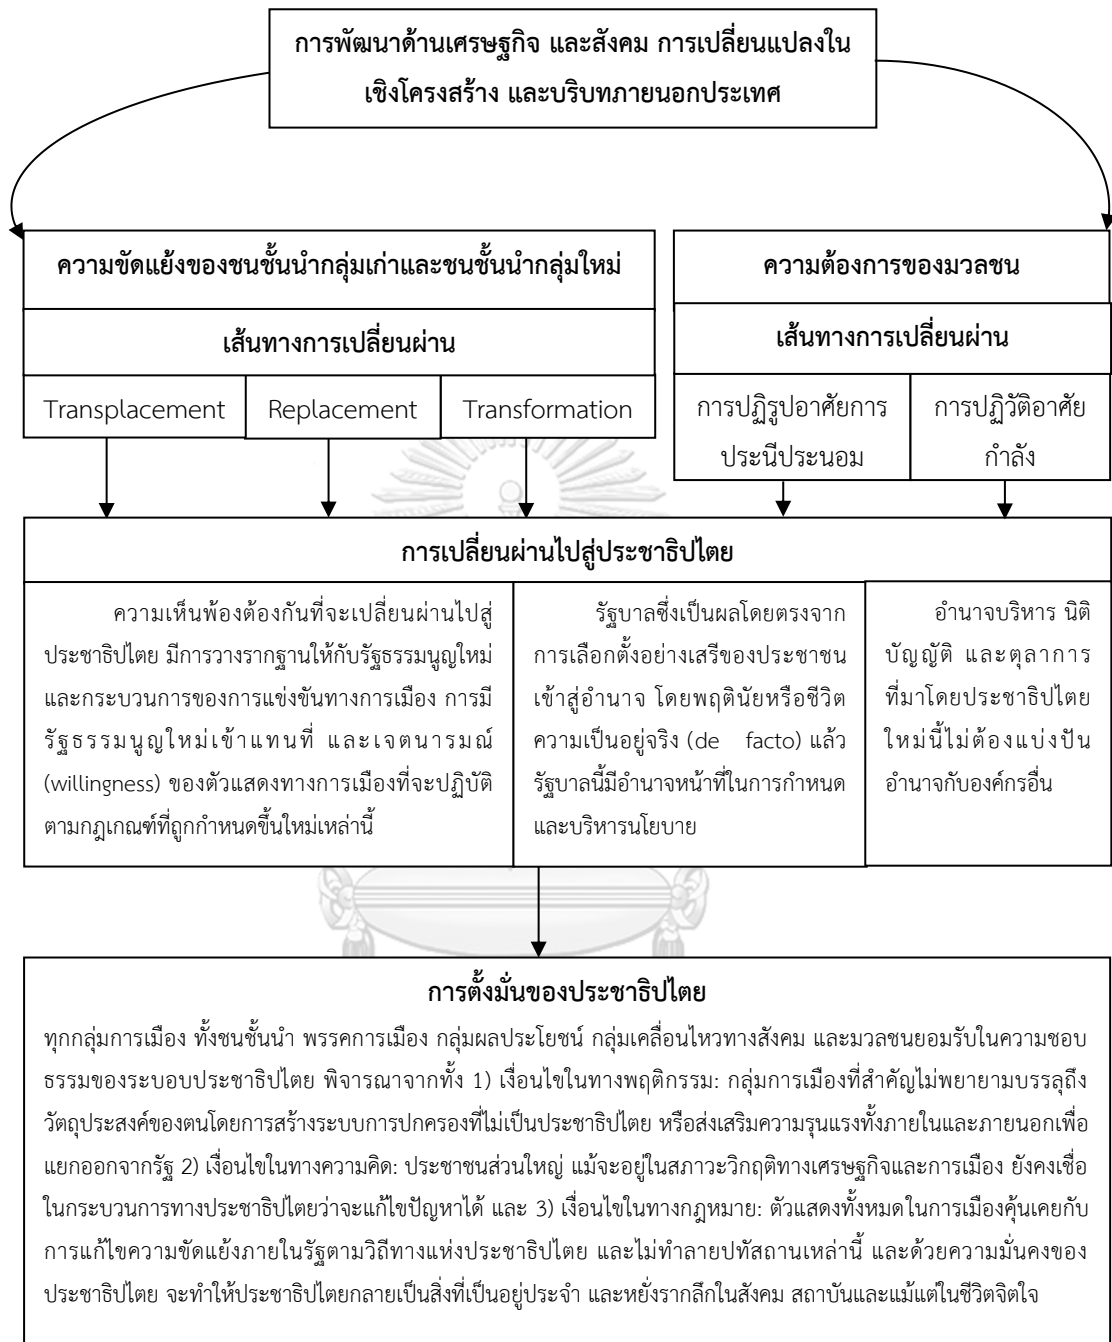 การพัฒนาด้านเศรษฐกิจ และสังคม การเปลี่ยนแปลงใน
เชิงโครงสร้าง และบริบทภายนอกประเทศ
ความขัดแย้งของชนชั้นนำกลุ่มเก่าและชนชั้นนำกลุ่มใหม่
เส้นทางการเปลี่ยนผ่าน
Transplacement
Replacement
Transformation
ความต้องการของมวลชน
เส้นทางการเปลี่ยนผ่าน
การปฏิรูปอาศัยการ
ประนีประนอม
การปฏิวัติอาศัย
กำลัง
การเปลี่ยนผ่านไปสู่ประชาธิปไตย
ความเห็นพ้องต้องกันที่จะเปลี่ยนผ่านไปสู่
ประชาธิปไตย มีการวางรากฐานให้กับรัฐธรรมนูญใหม่
และกระบวนการของการแข่งขันทางการเมือง การมี
รัฐธรรมนูญใหม่เข้าแทนที่ และเจตนารมณ์
(willingness) ของตัวแสดงทางการเมืองที่จะปฏิบัติ
ตามกฎเกณฑ์ที่ถูกกำหนดขึ้นใหม่เหล่านี้
รัฐบาลซึ่งเป็นผลโดยตรงจาก
การเลือกตั้งอย่างเสรีของประชาชน
เข้าสู่อำนาจ โดยพฤตินัยหรือชีวิต
ความเป็นอยู่จริง (de facto) แล้ว
รัฐบาลนี้มีอำนาจหน้าที่ในการกำหนด
และบริหารนโยบาย
อำนาจบริหาร นิติ
บัญญัติ และตุลาการ
ที่มาโดยประชาธิปไตย
ใหม่นี้ไม่ต้องแบ่งปัน
อำนาจกับองค์กรอื่น
การตั้งมั่นของประชาธิปไตย
ทุกกลุ่มการเมือง ทั้งชนชั้นนำ พรรคการเมือง กลุ่มผลประโยชน์ กลุ่มเคลื่อนไหวทางสังคม และมวลชนยอมรับในความชอบ
ธรรมของระบอบประชาธิปไตย พิจารณาจากทั้ง 1) เงื่อนไขในทางพฤติกรรม: กลุ่มการเมืองที่สำคัญไม่พยายามบรรลุถึง
วัตถุประสงค์ของตนโดยการสร้างระบบการปกครองที่ไม่เป็นประชาธิปไตย หรือส่งเสริมความรุนแรงทั้งภายในและภายนอกเพื่อ
แยกออกจากรัฐ 2) เงื่อนไขในทางความคิด: ประชาชนส่วนใหญ่ แม้จะอยู่ในสภาวะวิกฤติทางเศรษฐกิจและการเมือง ยังคงเชื่อ
ในกระบวนการทางประชาธิปไตยว่าจะแก้ไขปัญหาได้ และ 3) เงื่อนไขในทางกฎหมาย: ตัวแสดงทั้งหมดในการเมืองคุ้นเคยกับ
การแก้ไขความขัดแย้งภายในรัฐตามวิถีทางแห่งประชาธิปไตย และไม่ทำลายปทัสถานเหล่านี้ และด้วยความมั่นคงของ
ประชาธิปไตย จะทำให้ประชาธิปไตยกลายเป็นสิ่งที่เป็นอยู่ประจำ และหยั่งรากลึกในสังคม สถาบันและแม้แต่ในชีวิตจิตใจ